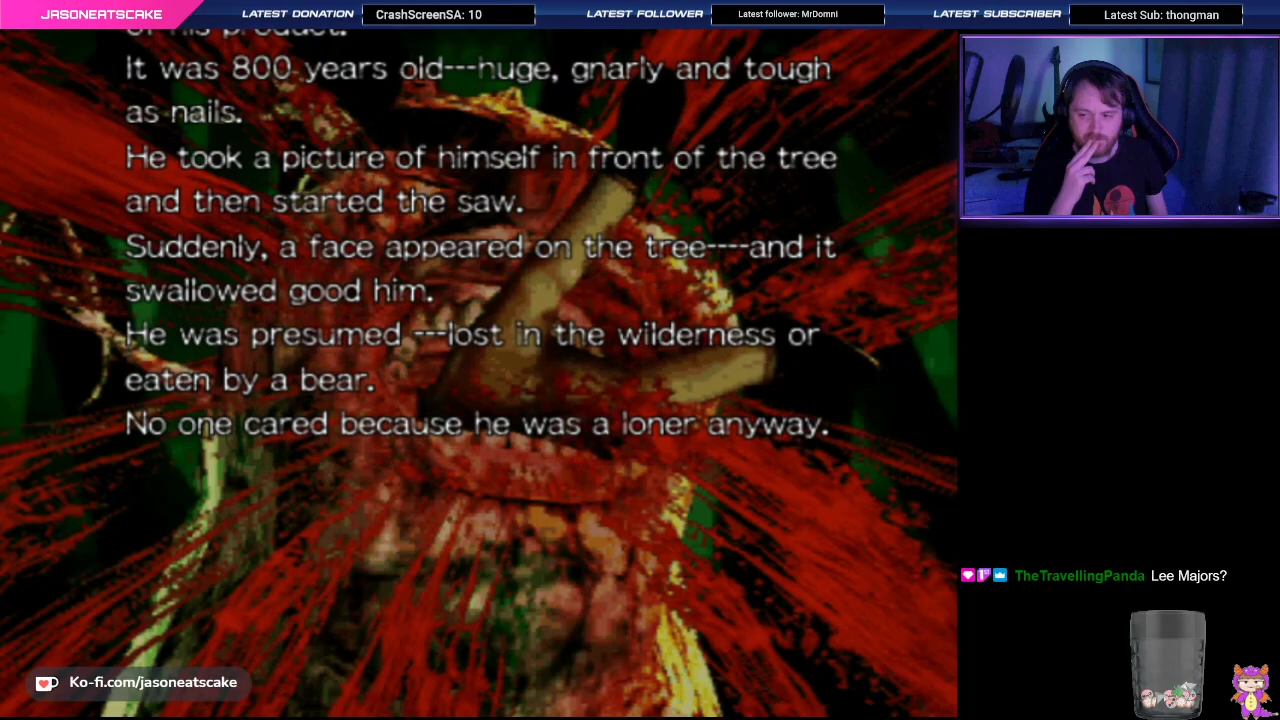 JASONEATSCAKE
LATEST DONATION
CrashScreenSA: 10
LATEST FOLLOWER
Latest follower: MrDomni
LATEST SUBSCRIBER
Latest Sub: thongman
of his product.
It was 800 years old---huge, gnarly and tough
as nails.
He took a picture of himself in front of the tree
and then started the saw.
Suddenly, a face appeared on the tree----and it
swallowed good him.
He was presumed ---lost in the wilderness or
eaten by a bear.
No one cared because he was a loner anyway.
TheTravellingPanda Lee Majors?
Ko-fi.com/jasoneatscake